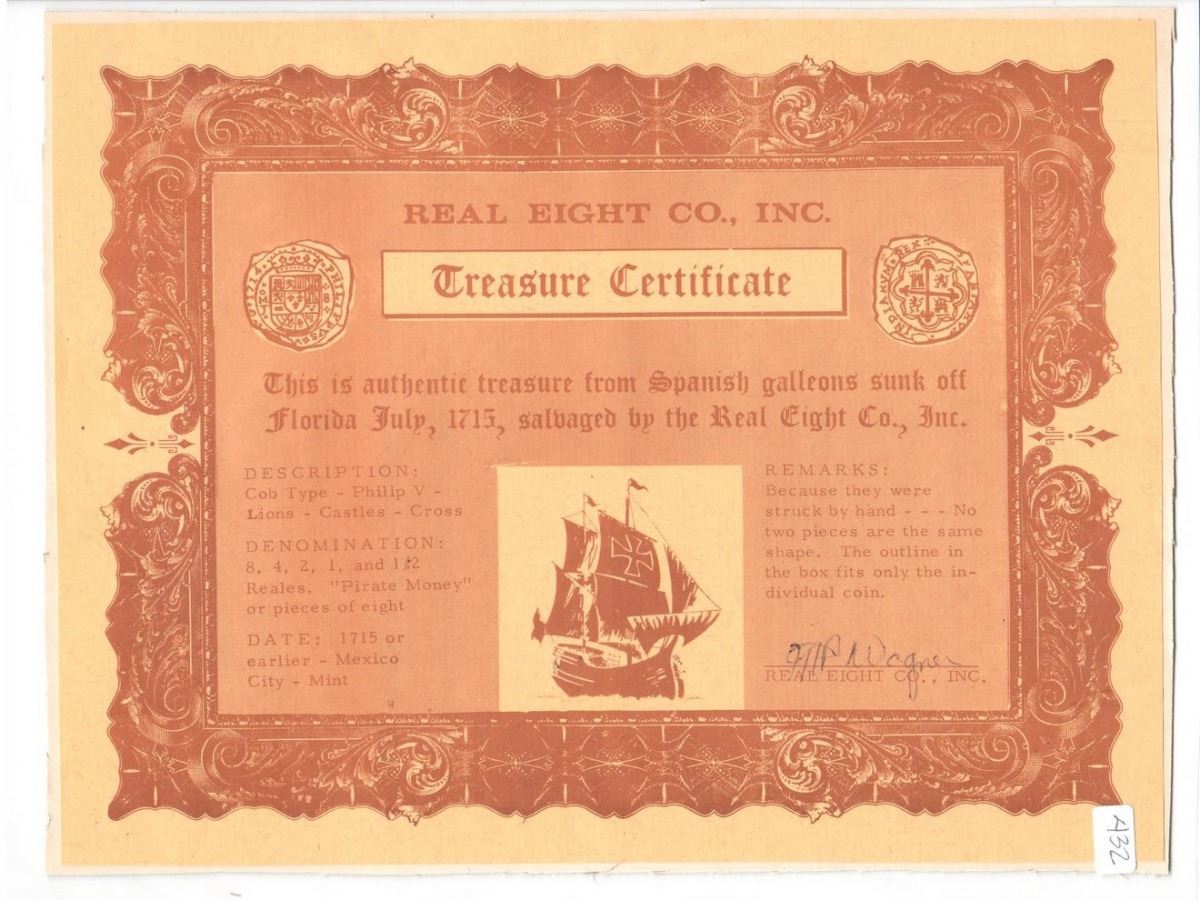 REAL EIGHT CO., INC.
Treasure Certificate
This is authentic treasure from Spanish galleons sunk off
Florida July, 1715, salvaged by the Real Eight Co., Inc.
DESCRIPTION:
Cob Type - Philip V -
Lions - Castles - Cross
DENOMINATION:
8, 4, 2, 1, and 1/2
Reales. "Pirate Money"
or pieces of eight
DATE: 1715 or
earlier - Mexico
City - Mint
REMARKS:
Because they were
struck by hand - - - No
two pieces are the same
shape. The outline in
the box fits only the in-
dividual coin.
Wagner
REAL EIGHT CO., INC.
A32